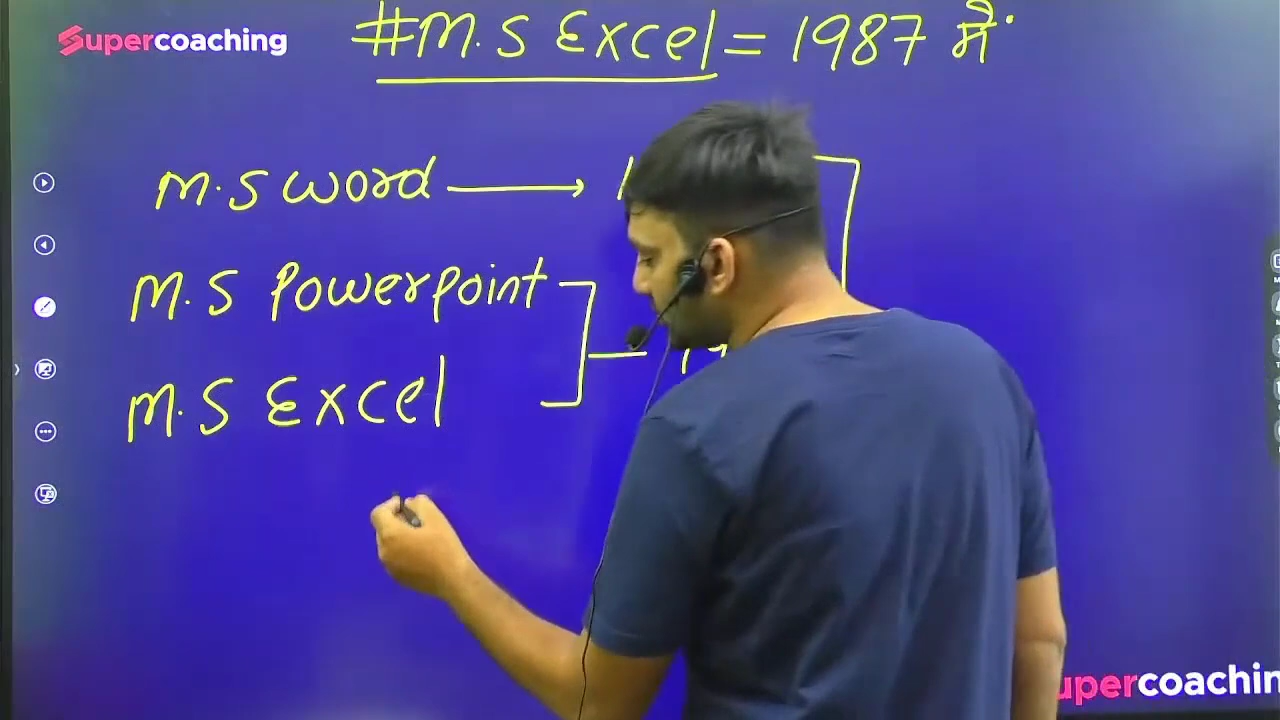 Supercoaching
#M.S Excel = 1987 में
M.S word
M.S Powerpoint
M.S Excel
upercoachin